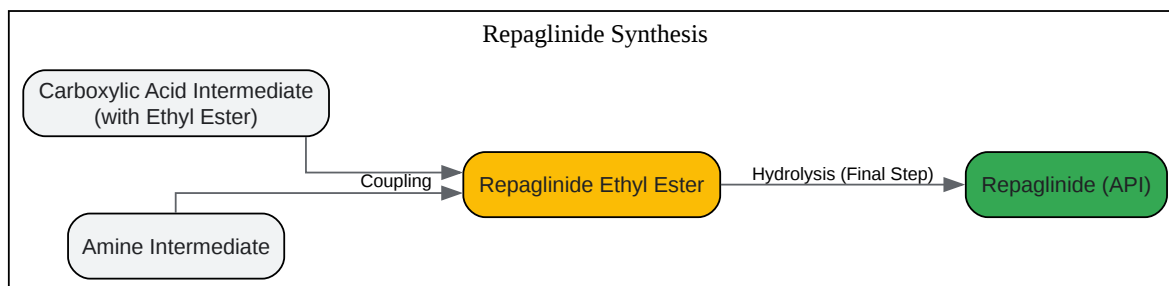 Repaglinide Synthesis
Carboxylic Acid Intermediate
(with Ethyl Ester)
Coupling
Repaglinide Ethyl Ester
Hydrolysis (Final Step)
Repaglinide (API)
Amine Intermediate